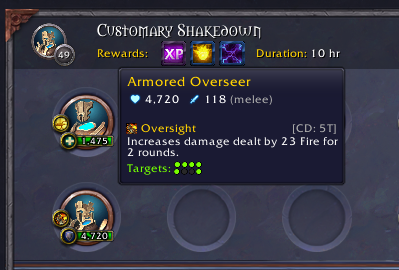 Customary Shakedown
49
Rewards: XP Duration: 10 hr
Armored Overseer
4,720 118 (melee)
Oversight [CD: 5T]
Increases damage dealt by 23 Fire for
2 rounds.
Targets:
1,475
4,720